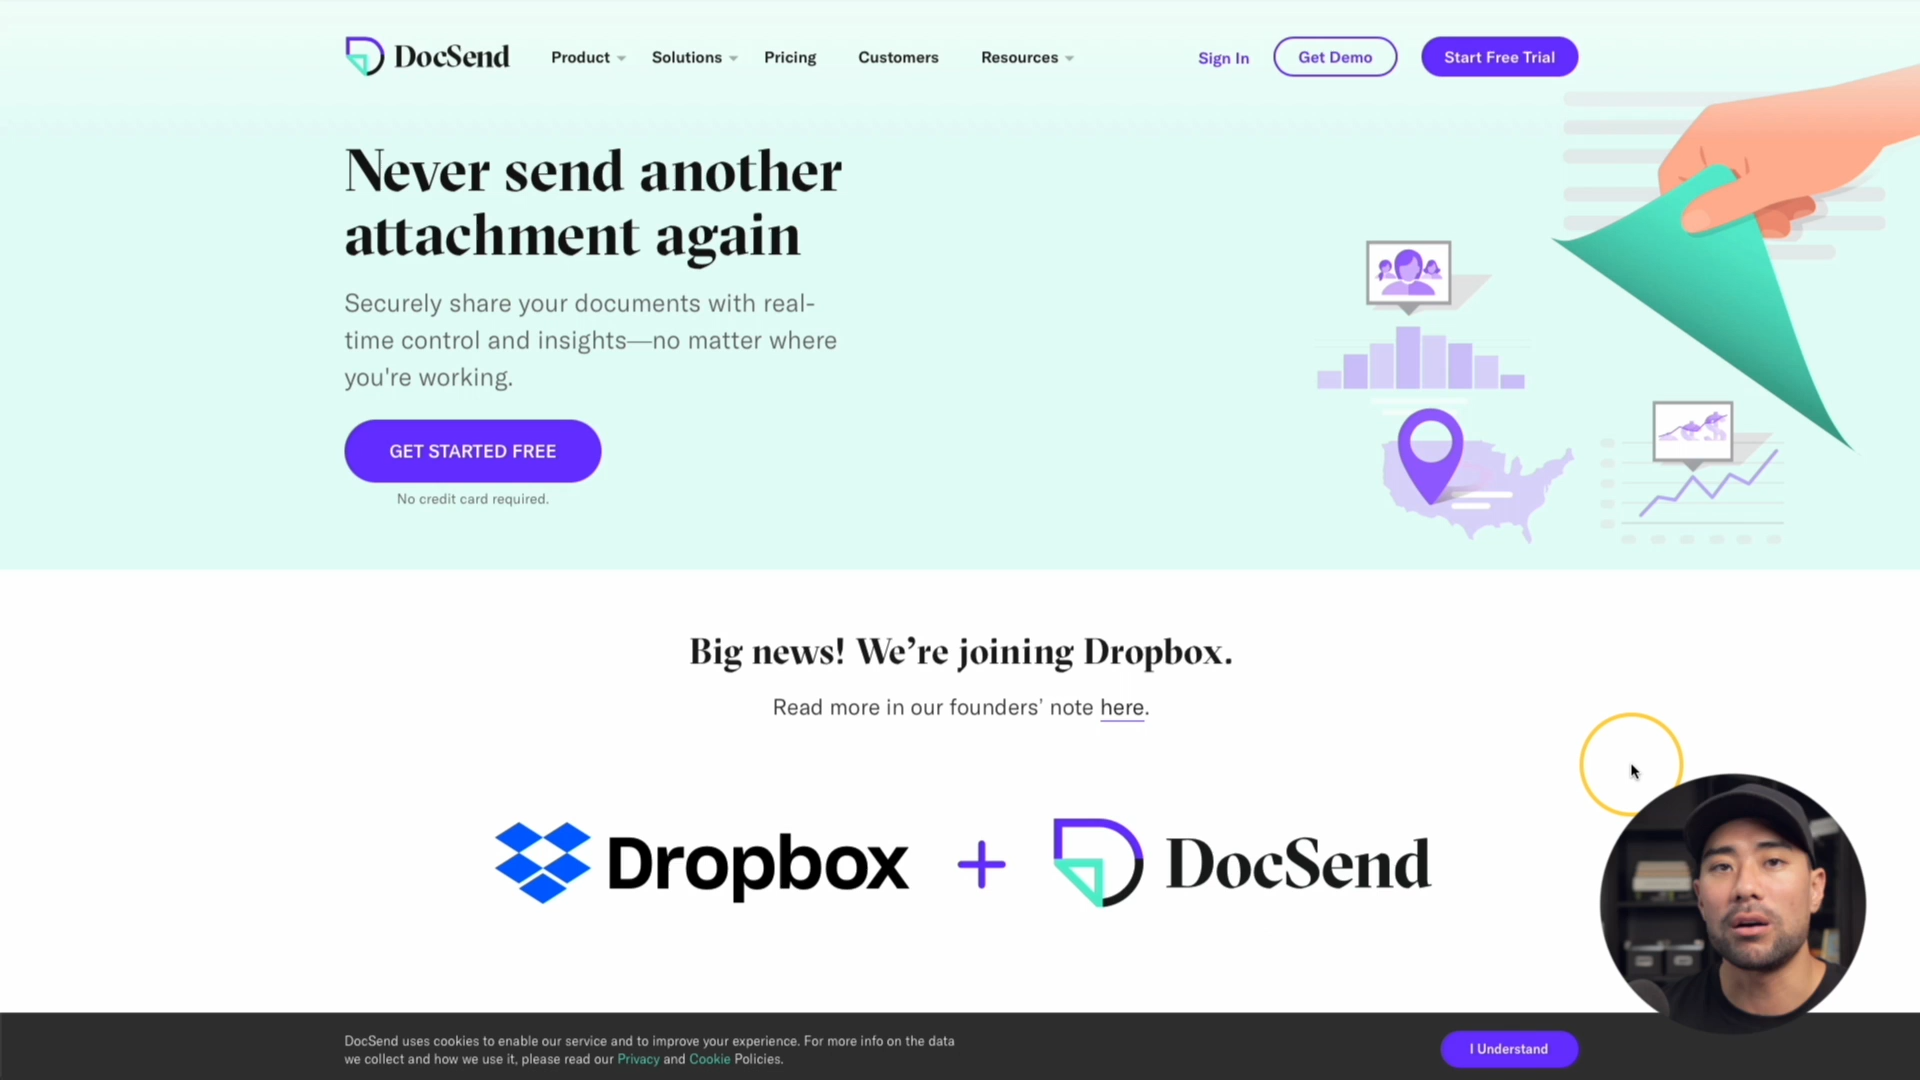 DocSend
Product
Solutions
Pricing
Customers
Resources
Sign In
Get Demo
Start Free Trial
Never send another
attachment again
Securely share your documents with real-
time control and insights—no matter where
you're working.
GET STARTED FREE
No credit card required.
Big news! We’re joining Dropbox.
Read more in our founders’ note here.
Dropbox + DocSend
DocSend uses cookies to enable our service and to improve your experience. For more info on the data
we collect and how we use it, please read our Privacy and Cookie Policies.
I Understand